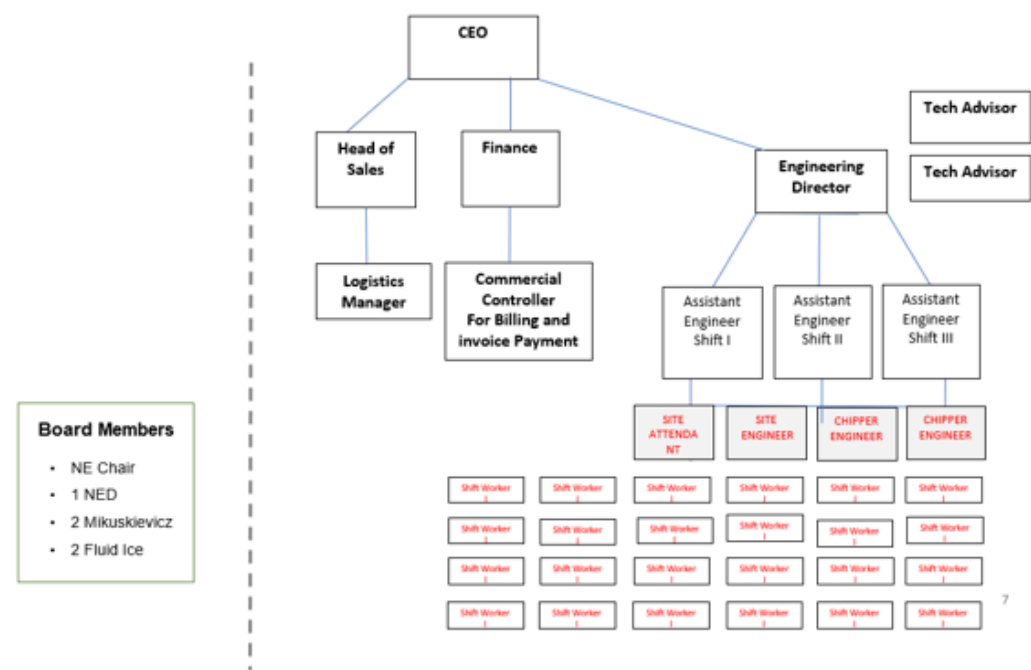 CEO
Tech Advisor
Tech Advisor
Head of
Sales
Finance
Engineering
Director
Logistics
Manager
Commercial
Controller
For Billing and
invoice Payment
Assistant
Engineer
Shift I
Assistant
Engineer
Shift II
Assistant
Engineer
Shift III
Board Members
• NE Chair
• 1 NED
• 2 Mikuskievicz
• 2 Fluid Ice
SITE
ATTENDA
NT
SITE
ENGINEER
CHIPPER
ENGINEER
CHIPPER
ENGINEER
Shift Worker
I
Shift Worker
I
Shift Worker
I
Shift Worker
I
Shift Worker
I
Shift Worker
I
Shift Worker
I
Shift Worker
I
Shift Worker
I
Shift Worker
I
Shift Worker
I
Shift Worker
I
Shift Worker
I
Shift Worker
I
Shift Worker
I
Shift Worker
I
Shift Worker
I
Shift Worker
I
Shift Worker
I
Shift Worker
I
Shift Worker
I
Shift Worker
I
Shift Worker
I
Shift Worker
I
7